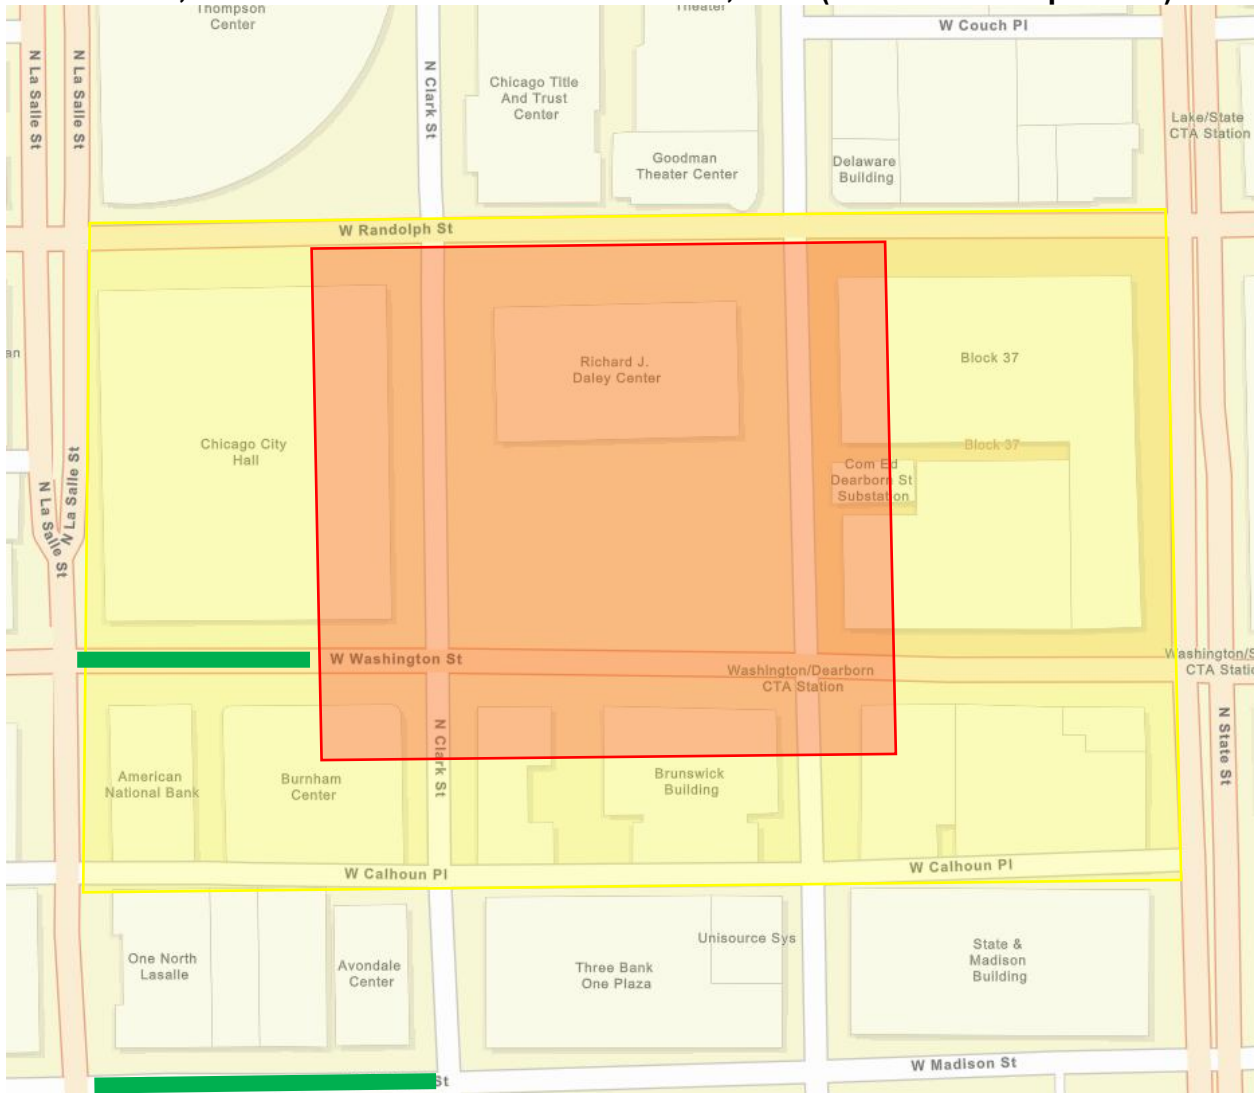 Thompson
Center
Theater
W Couch Pl
N La Salle St
N La Salle St
N Clark St
Chicago Title
And Trust
Center
Goodman
Theater Center
Delaware
Building
Lake/State
CTA Station
W Randolph St
Richard J.
Daley Center
Block 37
Chicago City
Hall
Block 37
Com Ed
Dearborn St
Substation
N La Salle St
N La Salle St
W Washington St
Washington/Dearborn
CTA Station
Washington/S
CTA Statio
N Clark St
N State St
American
National Bank
Burnham
Center
Brunswick
Building
W Calhoun Pl
W Calhoun Pl
One North
Lasalle
Avondale
Center
Unisource Sys
Three Bank
One Plaza
State &
Madison
Building
W Madison St
St